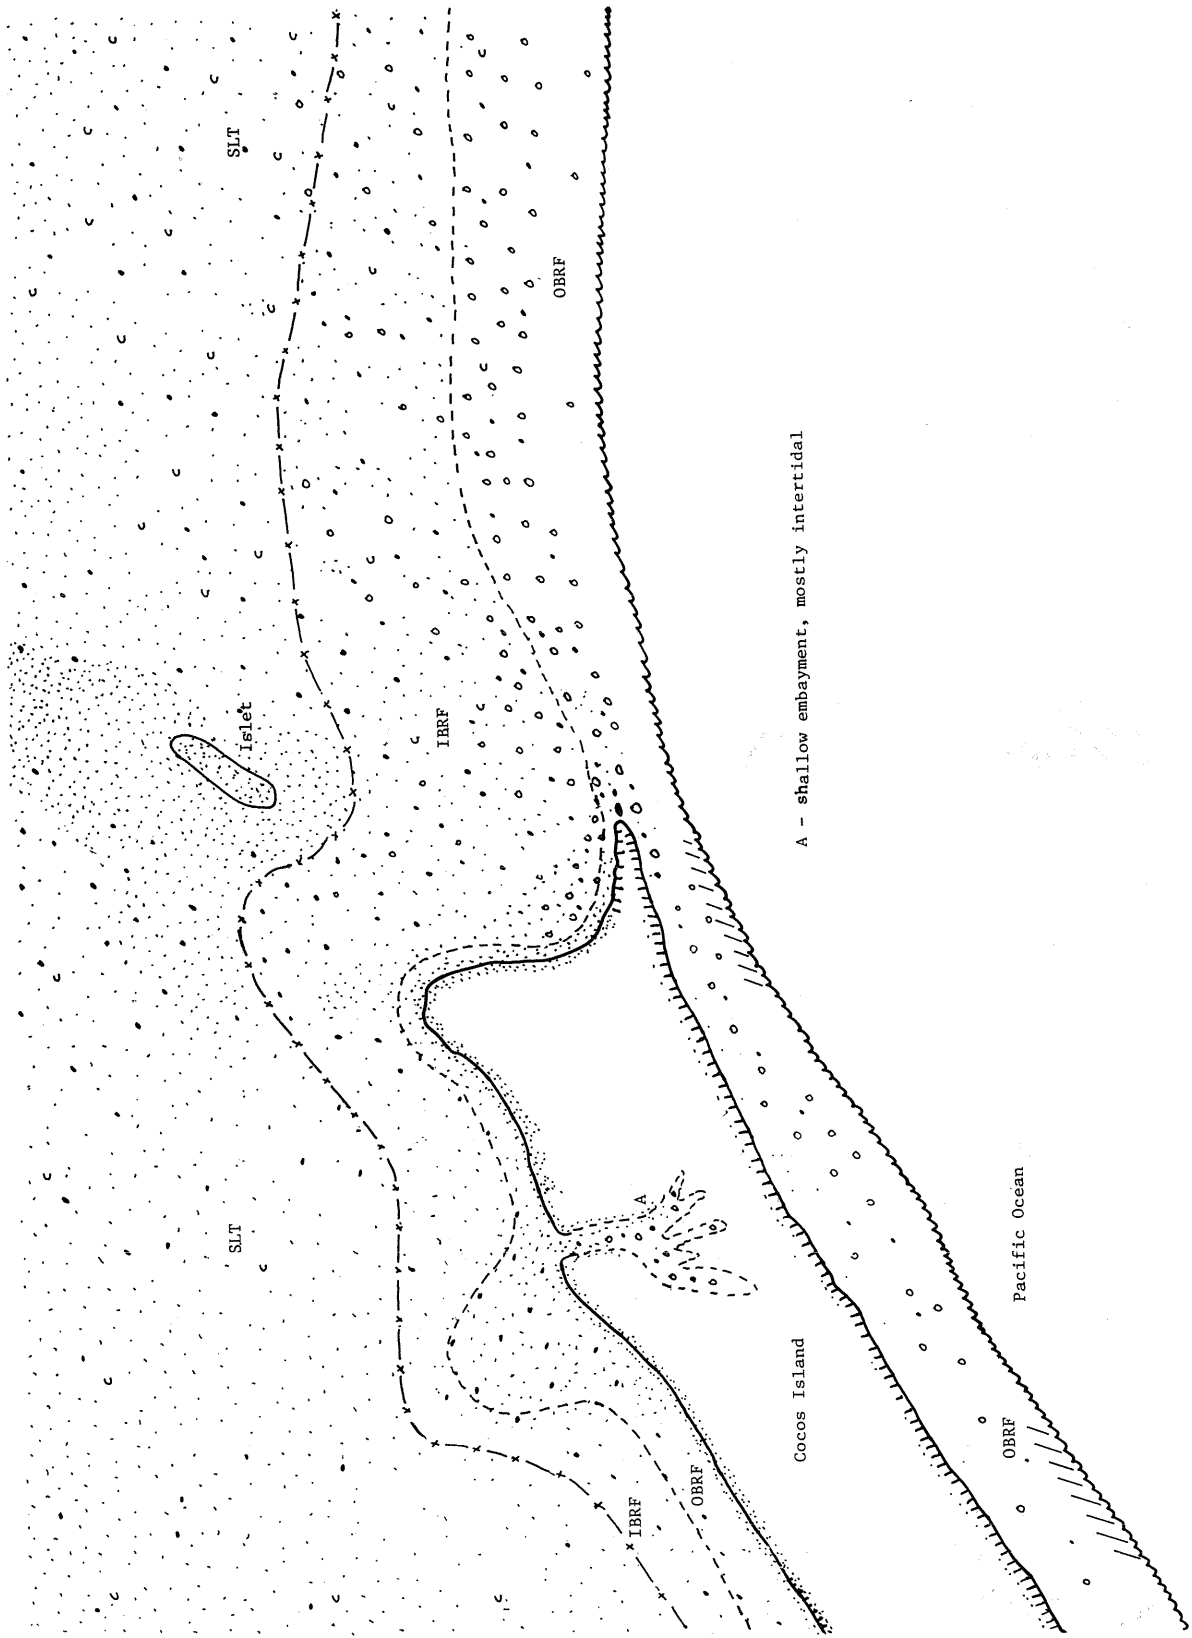 SLT
SLT
Islet
IBRF
IBRF
OBRF
OBRF
A
Cocos Island
OBRF
Pacific Ocean
A - shallow embayment, mostly intertidal